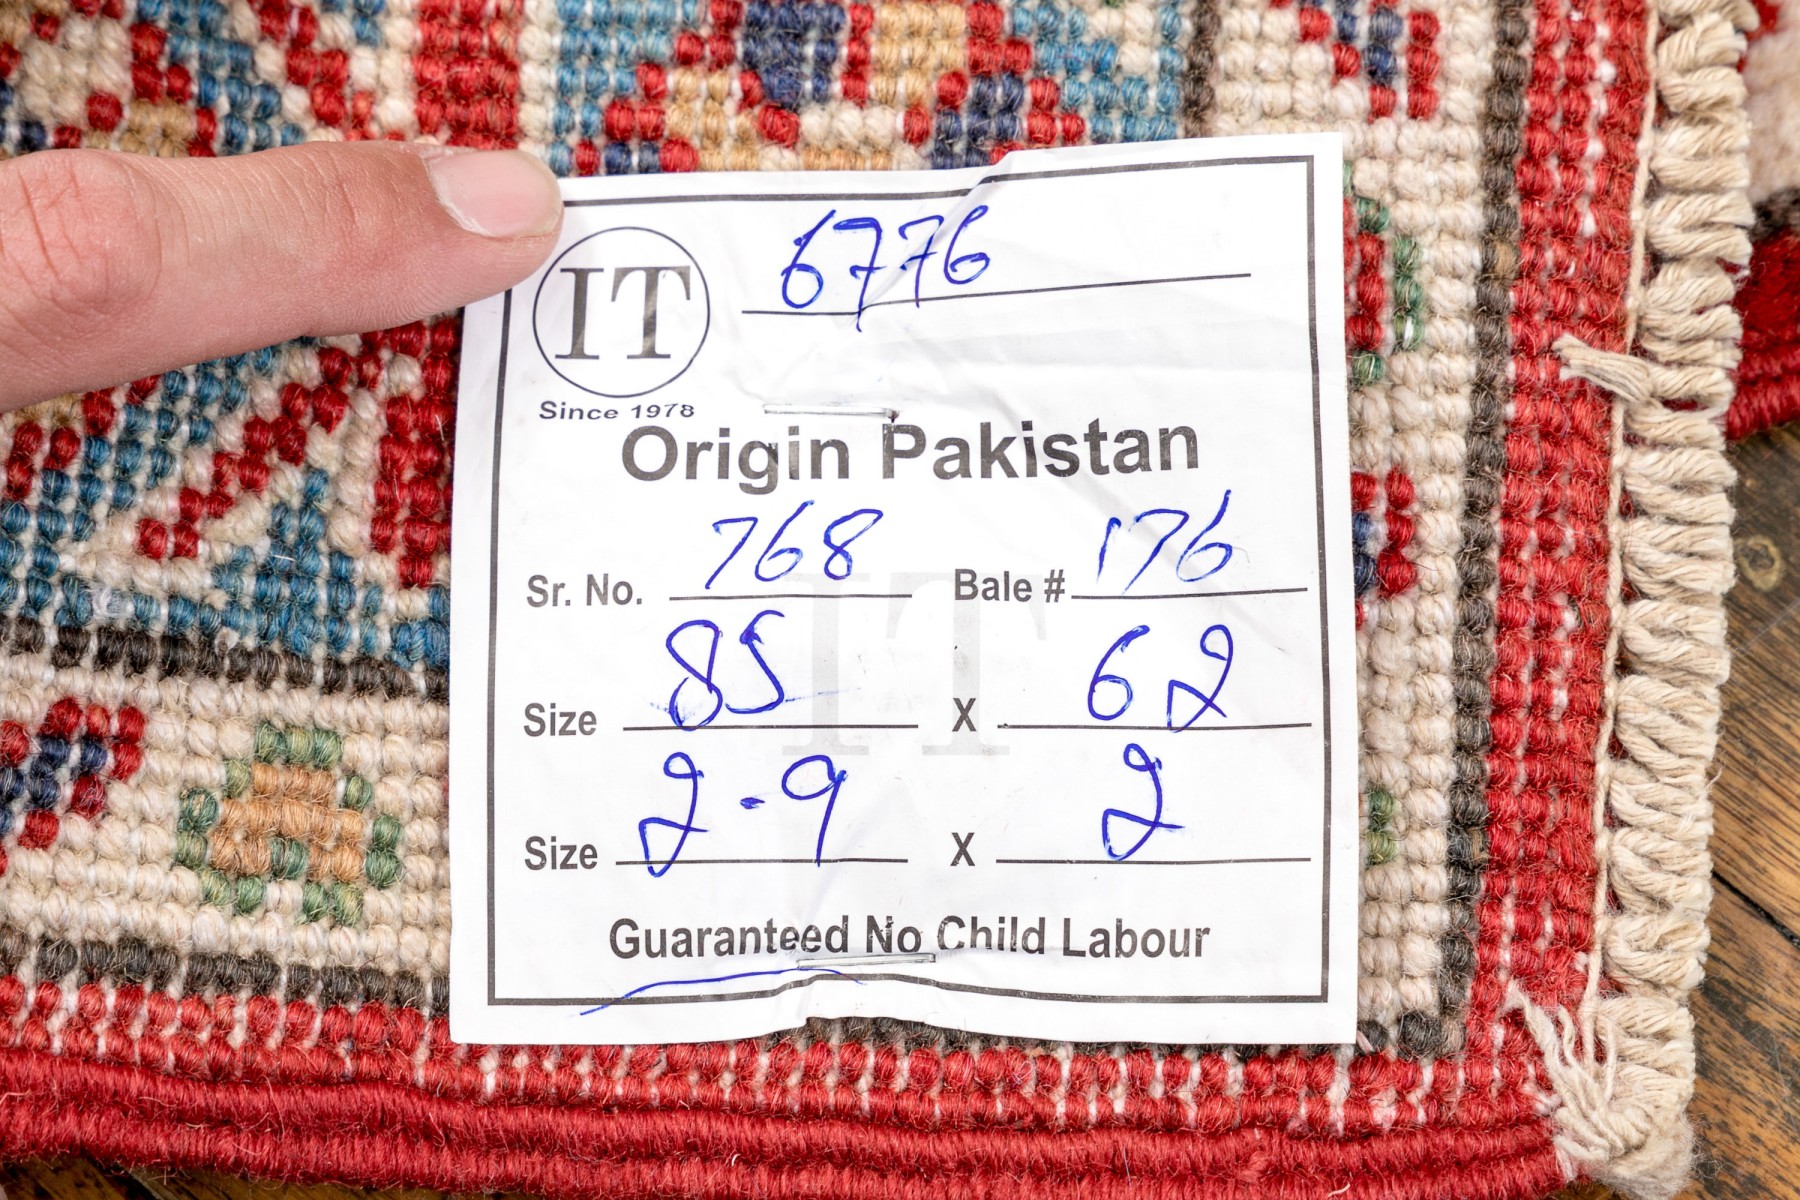 6776
IT
Since 1978
Origin Pakistan
Sr. No. 768 Bale # 176
Size 85 X 62
Size 2.9 X 2
Guaranteed No Child Labour